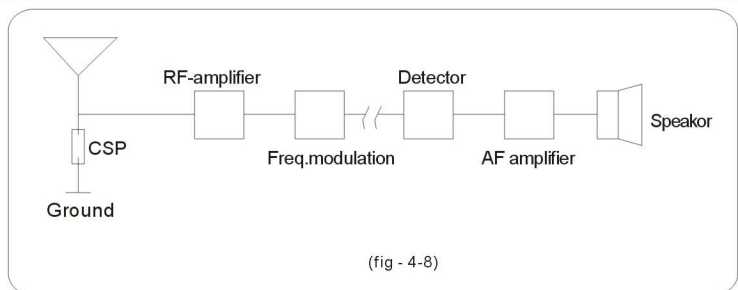 RF-amplifier
Detector
CSP
Freq.modulation
AF amplifier
Speakor
Ground
(fig - 4-8)